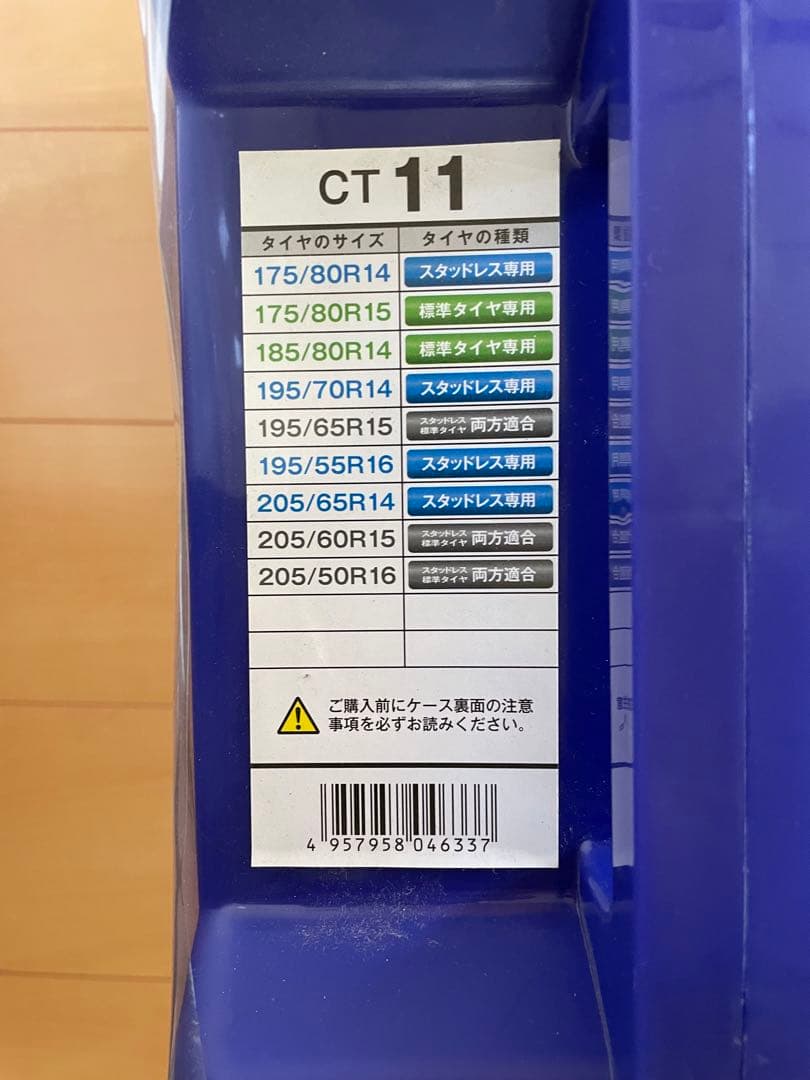 CT 11
タイヤのサイズ タイヤの種類
175/80R14 スタッドレス専用
175/80R15 標準タイヤ専用
185/80R14 標準タイヤ専用
195/70R14 スタッドレス専用
195/65R15 スタッドレス 標準タイヤ 両方適合
195/55R16 スタッドレス専用
205/65R14 スタッドレス専用
205/60R15 スタッドレス 標準タイヤ 両方適合
205/50R16 スタッドレス 標準タイヤ 両方適合
ご購入前にケース裏面の注意
事項を必ずお読みください。
4 957958 046337